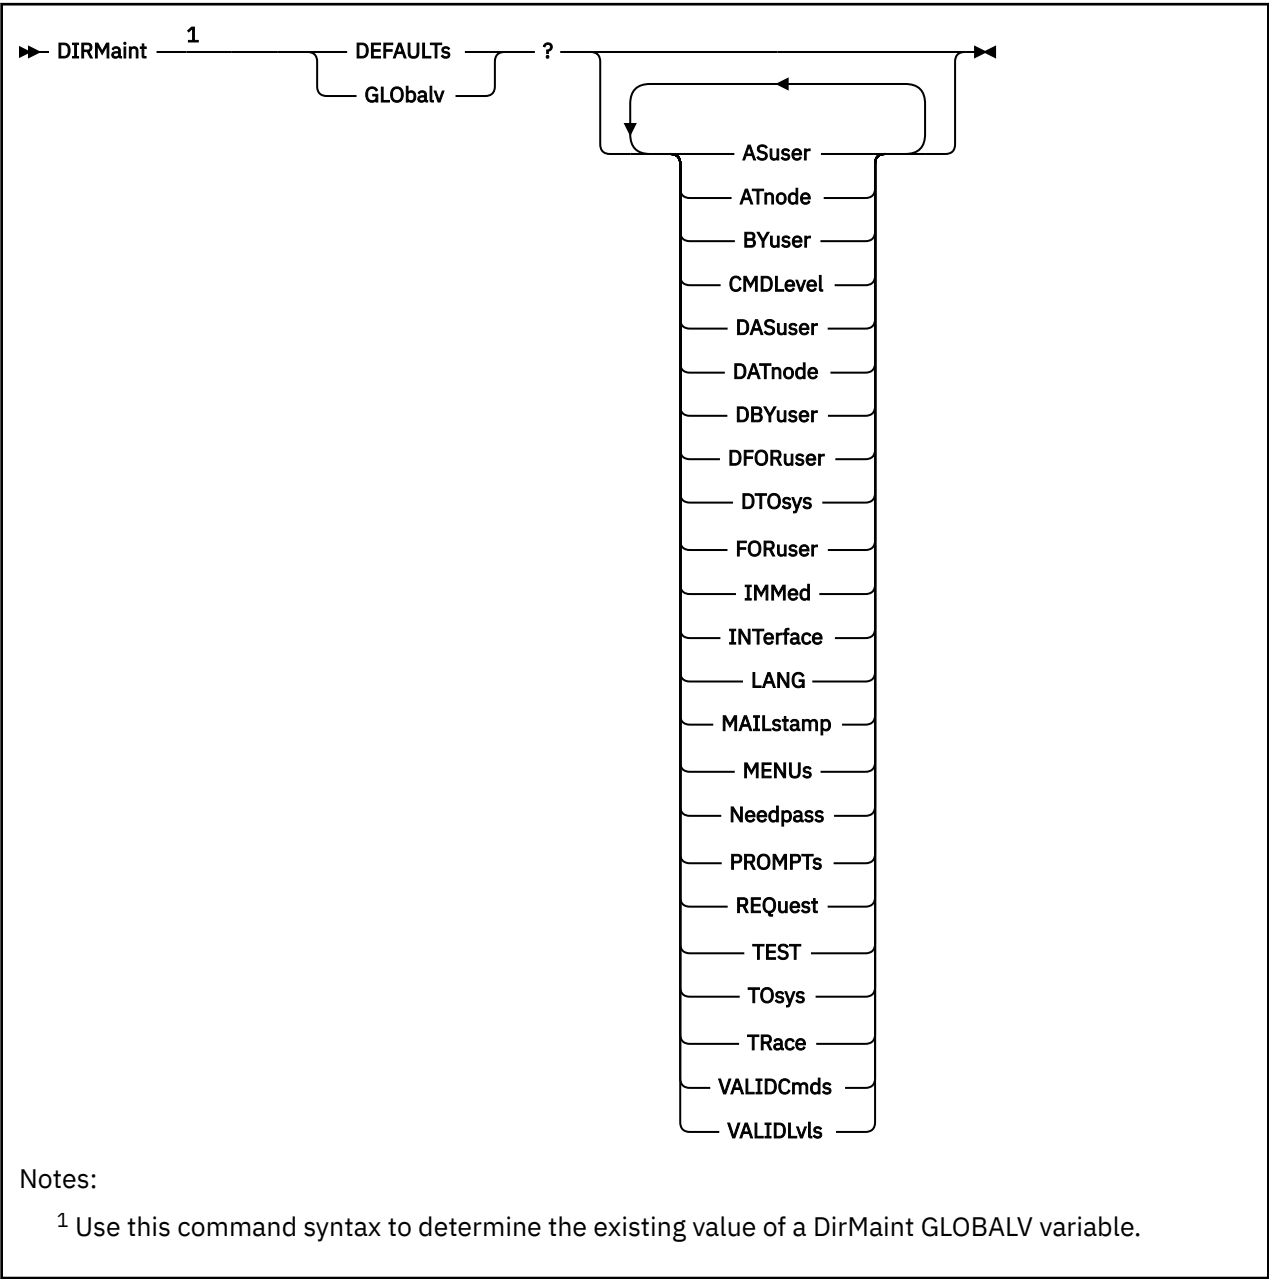 DIRMaint 1 DEFAULTs ?
GLObalv
ASuser
ATnode
BYuser
CMDLevel
DASuser
DATnode
DBYuser
DFORuser
DTOsys
FORuser
IMMed
INTerface
LANG
MAILstamp
MENUs
Needpass
PROMPTs
REQuest
TEST
TOsys
TRace
VALIDCmds
VALIDLvls
Notes:
1 Use this command syntax to determine the existing value of a DirMaint GLOBALV variable.